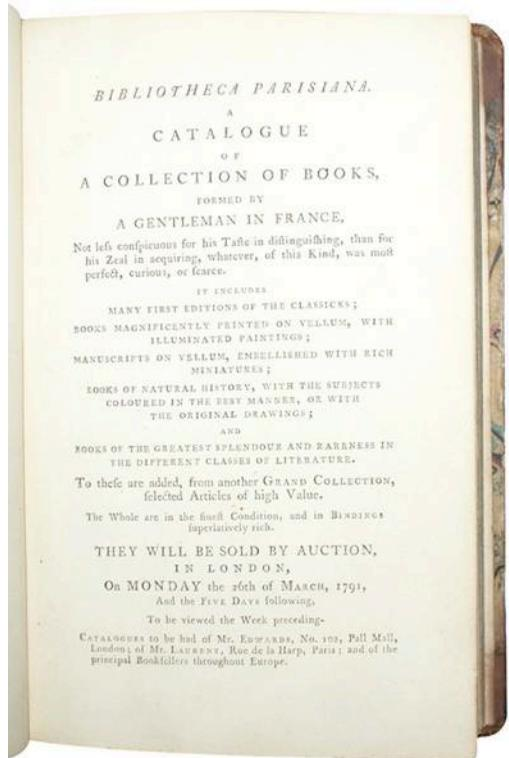 BIBLIOTHECA PARISIANA.
A
CATALOGUE
OF
A COLLECTION OF BOOKS,
FORMED BY
A GENTLEMAN IN FRANCE,
Not leſs conſpicuous for his Taſte in diſtinguiſhing, than for
his Zeal in acquiring, whatever, of this Kind, was moſt
perfect, curious, or ſcarce.
IT INCLUDES
MANY FIRST EDITIONS OF THE CLASSICKS;
BOOKS MAGNIFICENTLY PRINTED ON VELLUM, WITH
ILLUMINATED PAINTINGS;
MANUSCRIPTS ON VELLUM, EMBELLISHED WITH RICH
MINIATURES;
BOOKS OF NATURAL HISTORY, WITH THE SUBJECTS
COLOURED IN THE BEST MANNER, OR WITH
THE ORIGINAL DRAWINGS;
AND
BOOKS OF THE GREATEST SPLENDOUR AND RARENESS IN
THE DIFFERENT CLASSES OF LITERATURE.
To theſe are added, from another GRAND COLLECTION,
ſelected Articles of high Value.
The Whole are in the fineſt Condition, and in BINDINGS
ſuperlatively rich.
THEY WILL BE SOLD BY AUCTION,
IN LONDON,
On MONDAY the 26th of MARCH, 1791,
And the FIVE DAYS following,
To be viewed the Week preceding.
CATALOGUES to be had of Mr. EDWARDS, No. 102, Pall Mall,
London; of Mr. LAURENT, Rue de la Harp, Paris; and of the
principal Bookſellers throughout Europe.